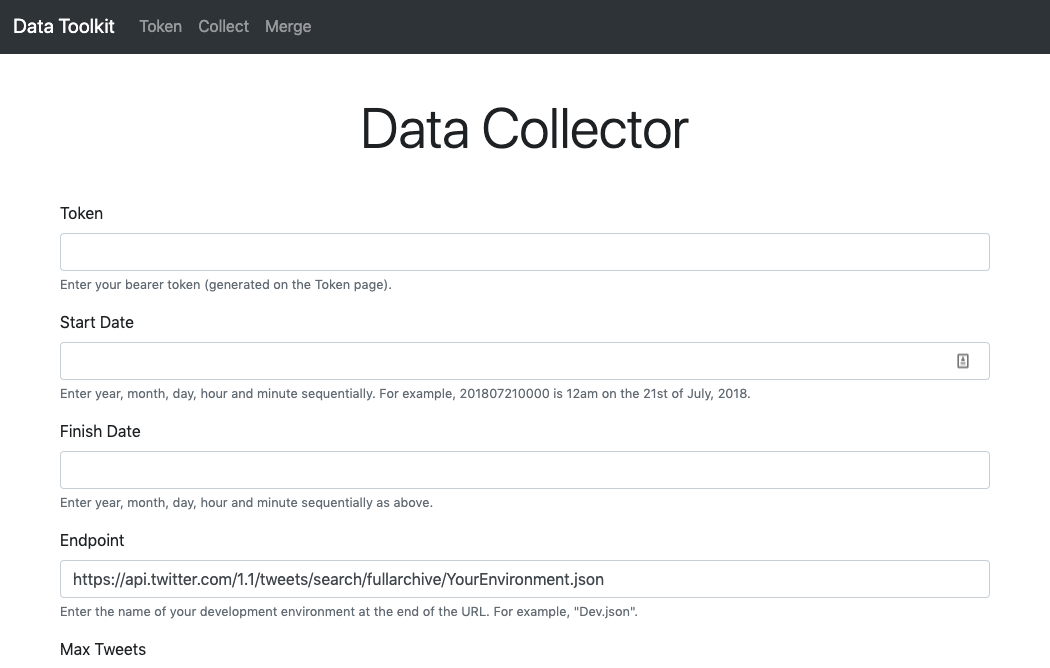 Data Toolkit Token Collect Merge
Data Collector
Token
Enter your bearer token (generated on the Token page).
Start Date
Enter year, month, day, hour and minute sequentially. For example, 201807210000 is 12am on the 21st of July, 2018.
Finish Date
Enter year, month, day, hour and minute sequentially as above.
Endpoint
https://api.twitter.com/1.1/tweets/search/fullarchive/YourEnvironment.json
Enter the name of your development environment at the end of the URL. For example, "Dev.json".
Max Tweets